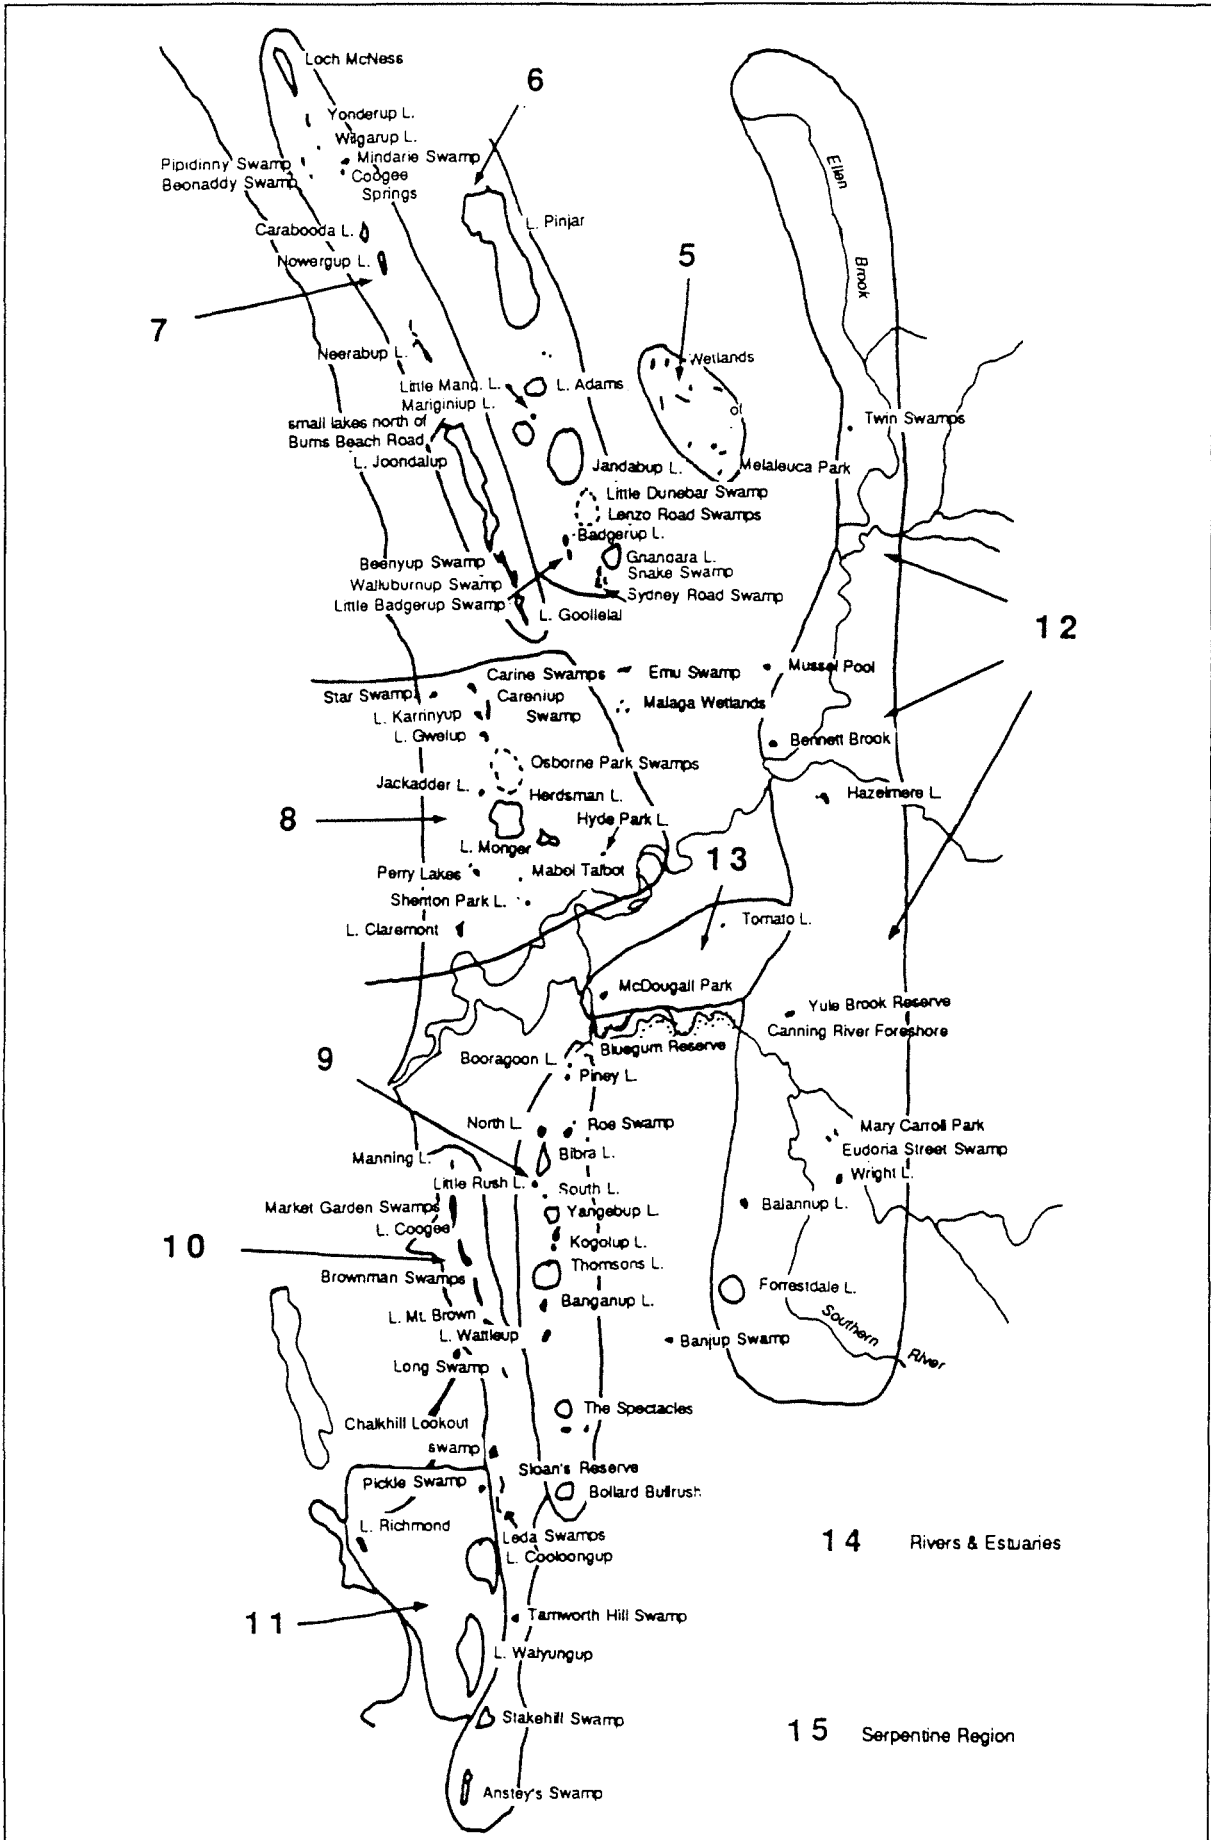 Loch McNess
6
Yonderup L.
Wilgarup L.
Pipidinny Swamp
Mindarie Swamp
Beonaddy Swamp
Coogee
Springs
Ellen
Brook
Carabooda L.
L. Pinjar
Nowergup L.
5
7
Neerabup L.
Wetlands
of
Melaleuca Park
Little Marig. L.
L. Adams
Mariginiup L.
small lakes north of
Burns Beach Road
L. Joondalup
Twin Swamps
Jandabup L.
Little Dunebar Swamp
Lenzo Road Swamps
Badgerup L.
Beenyup Swamp
Gnangara L.
Walluburnup Swamp
Snake Swamp
Little Badgerup Swamp
Sydney Road Swamp
L. Goollelal
12
Carine Swamps
Emu Swamp
Mussel Pool
Star Swamp
Careniup
Swamp
Malaga Wetlands
L. Karrinyup
L. Gwelup
Bennett Brook
Osborne Park Swamps
Jackadder L.
Herdsman L.
Hazelmere L.
8
Hyde Park L.
L. Monger
13
Perry Lakes
Mabel Talbot
Shenton Park L.
L. Claremont
Tomato L.
McDougall Park
Yule Brook Reserve
Canning River Foreshore
9
Booragoon L.
Bluegum Reserve
Piney L.
North L.
Roe Swamp
Mary Carroll Park
Manning L.
Bibra L.
Eudoria Street Swamp
Little Rush L.
South L.
Wright L.
Market Garden Swamps
Yangebup L.
Balannup L.
L. Coogee
Kogolup L.
10
Thomsons L.
Brownman Swamps
Forrestdale L.
L. Mt. Brown
Banganup L.
L. Wattleup
Banjup Swamp
Southern
River
Long Swamp
The Spectacles
Chalkhill Lookout
swamp
Sloan's Reserve
Pickle Swamp
Bollard Bullrush
L. Richmond
Leda Swamps
L. Cooloongup
14 Rivers & Estuaries
11
Tamworth Hill Swamp
L. Walyungup
Stakehill Swamp
15 Serpentine Region
Anstey's Swamp